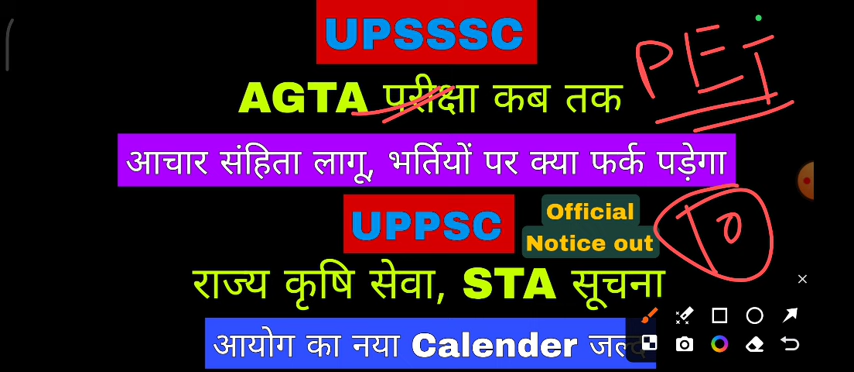 UPSSSC
PET
AGTA परीक्षा कब तक
आचार संहिता लागू, भर्तियों पर क्या फर्क पड़ेगा
UPPSC
Official
Notice out
राज्य कृषि सेवा, STA सूचना
आयोग का नया Calender